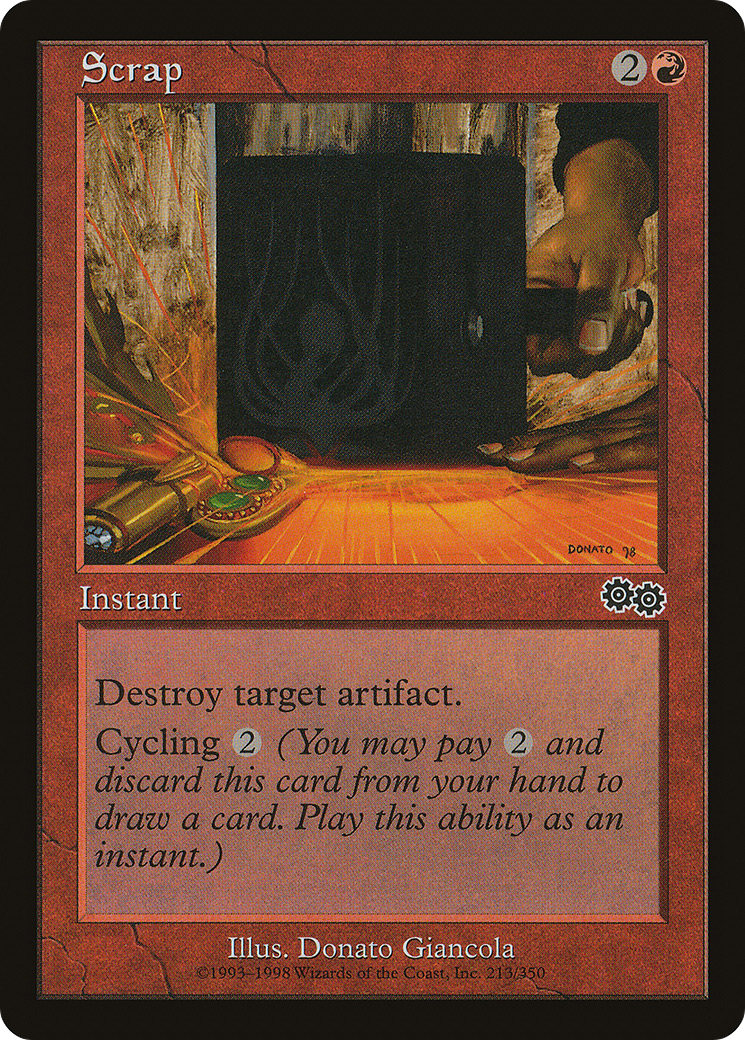 Scrap 2
DONATO 98
Instant
Destroy target artifact.
Cycling 2 (You may pay 2 and
discard this card from your hand to
draw a card. Play this ability as an
instant.)
Illus. Donato Giancola
©1993–1998 Wizards of the Coast, Inc. 213/350